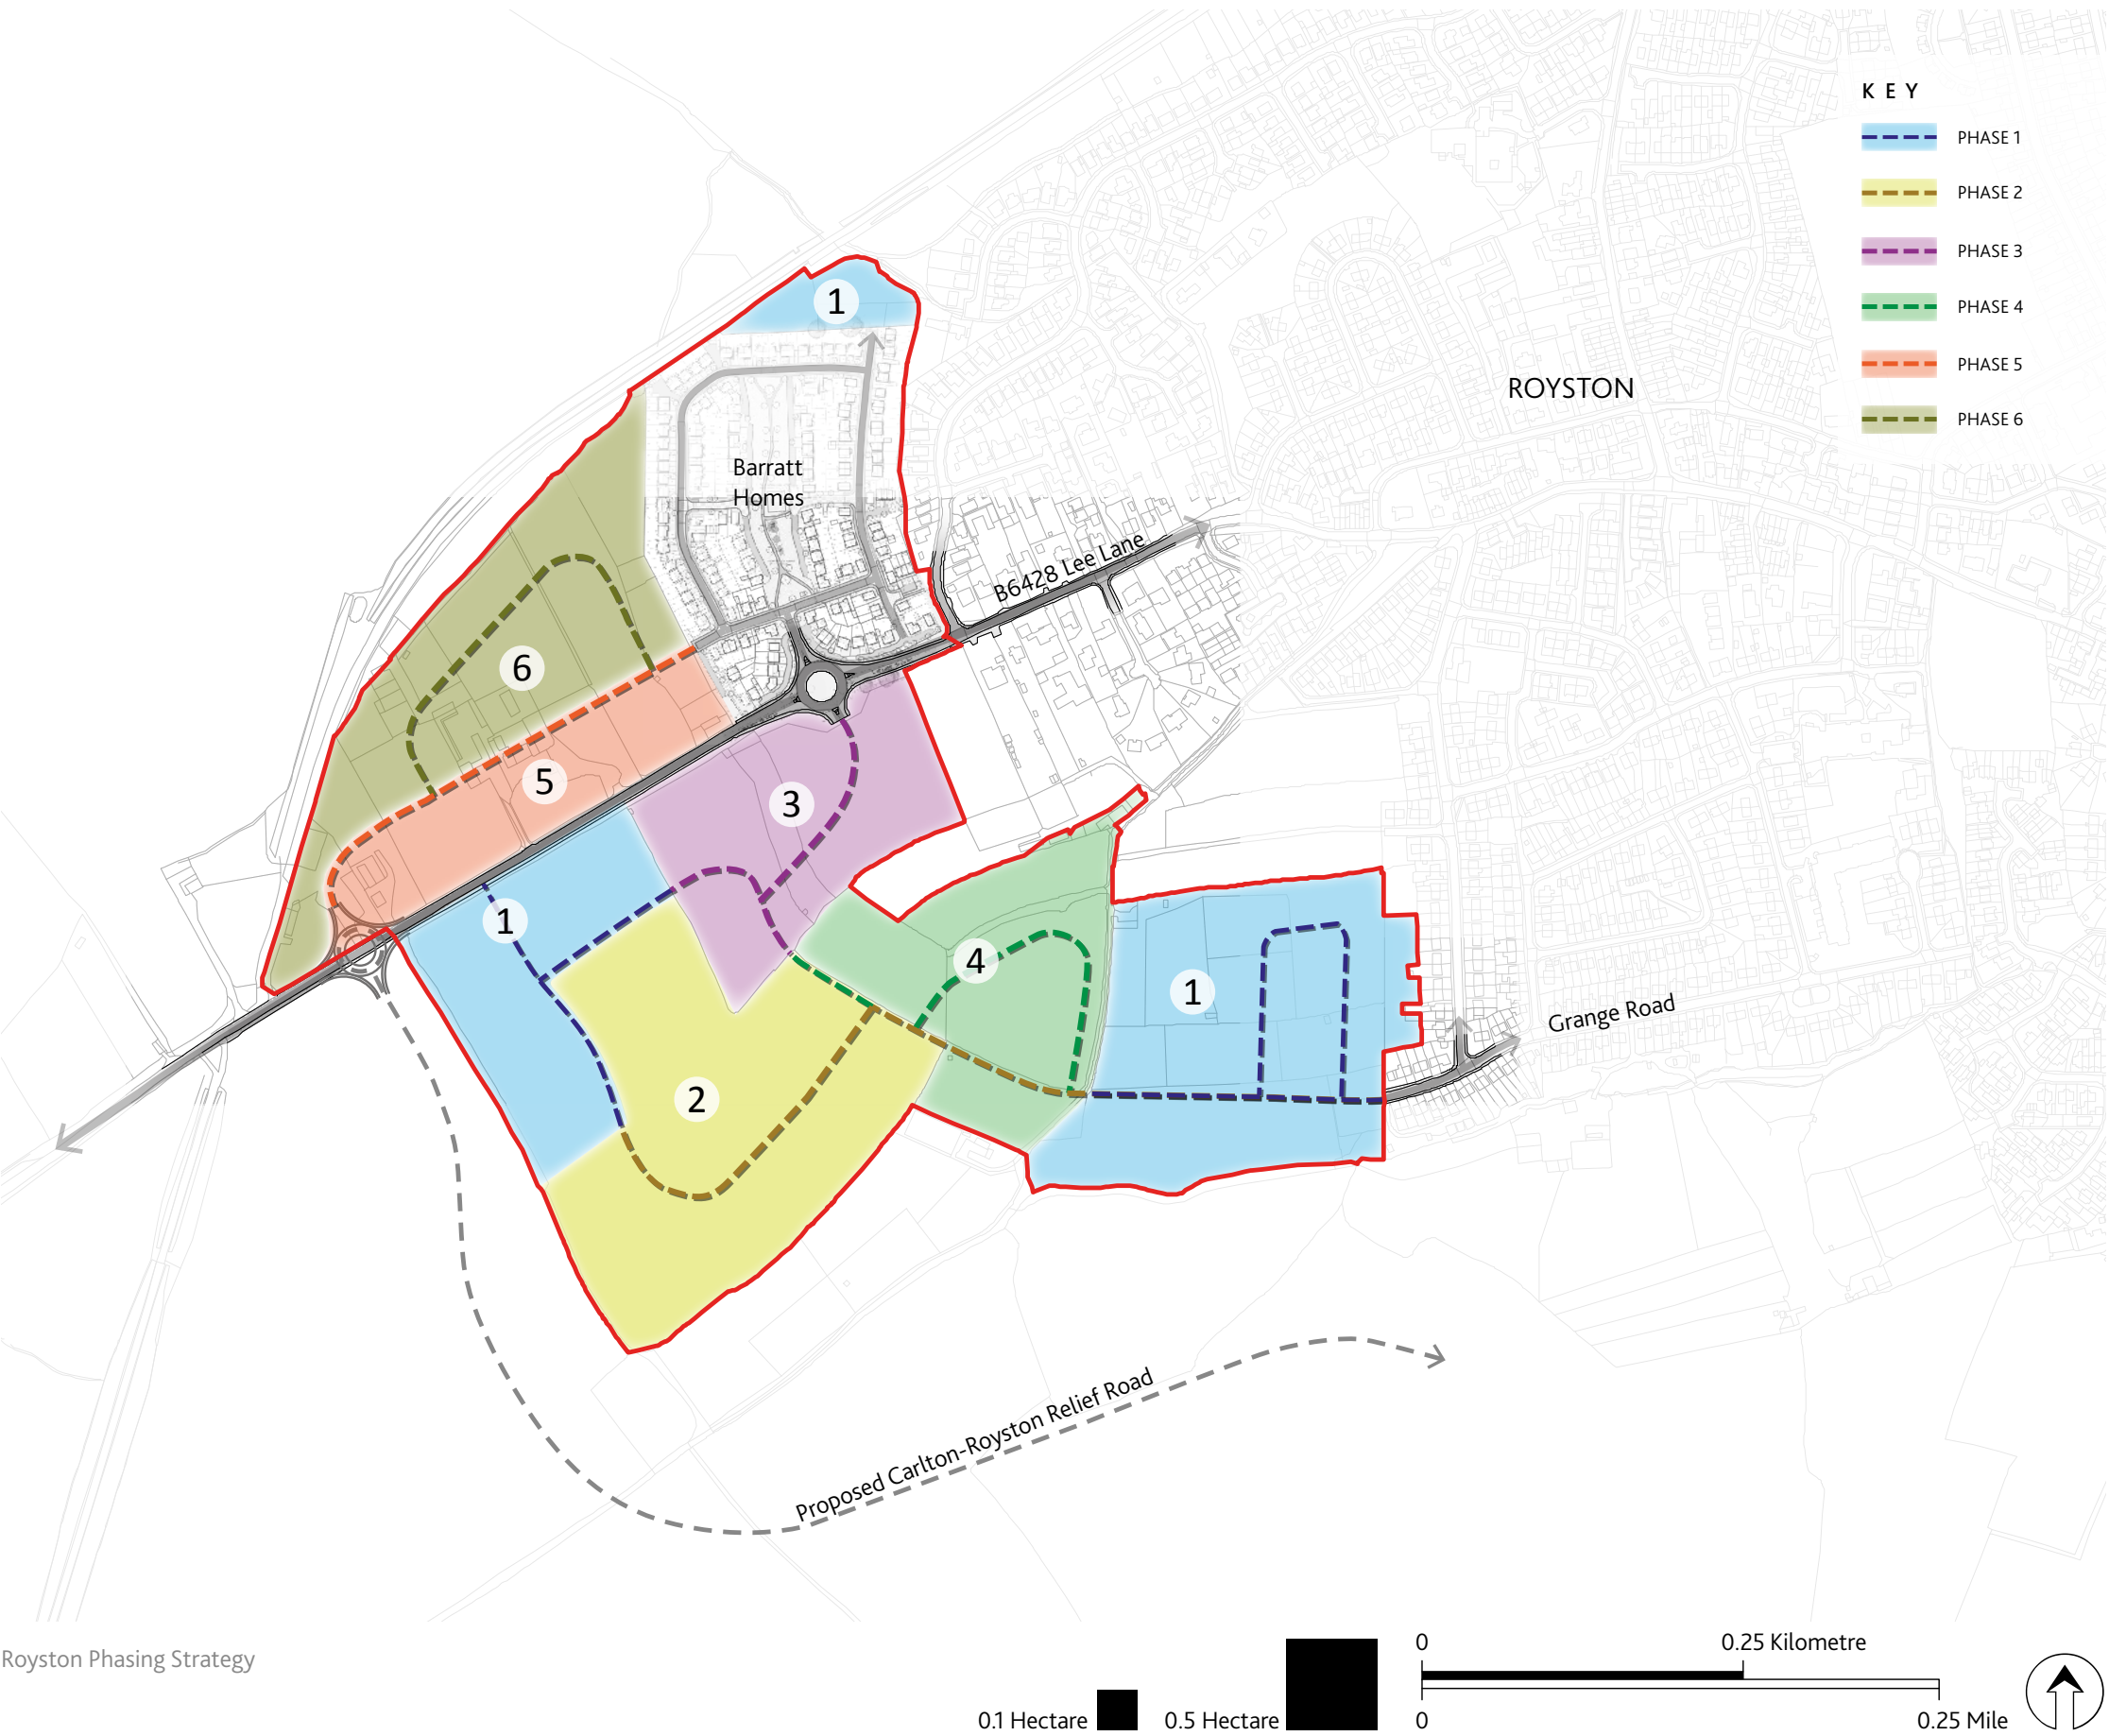 K E Y
PHASE 1
PHASE 2
PHASE 3
PHASE 4
PHASE 5
PHASE 6
1
ROYSTON
Barratt
Homes
B6428 Lee Lane
6
5
3
1
4
1
Grange Road
2
Proposed Carlton-Royston Relief Road
Royston Phasing Strategy
0.1 Hectare
0.5 Hectare
0
0.25 Kilometre
0
0.25 Mile